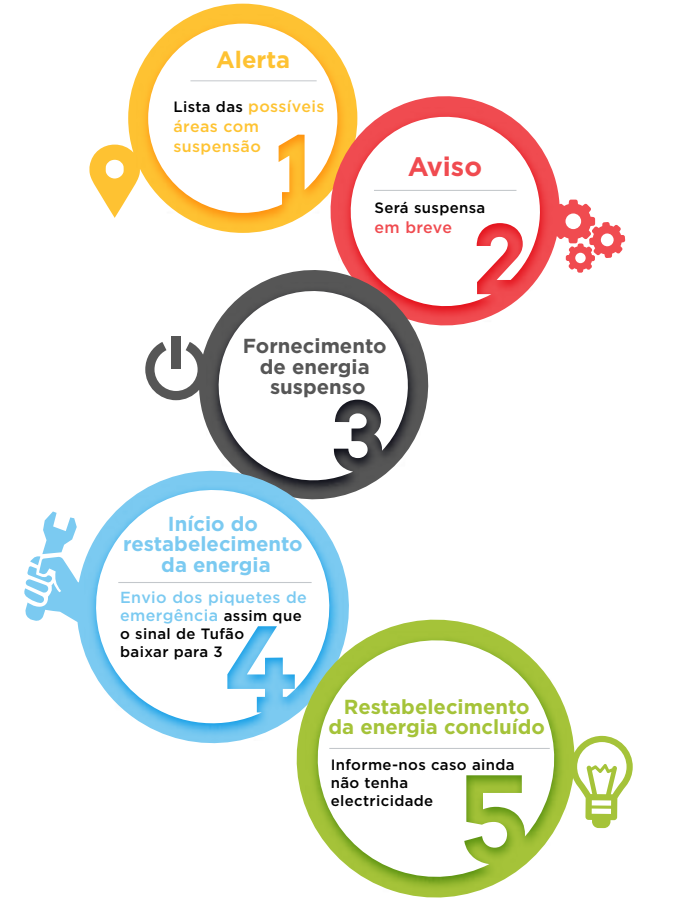 Alerta
Lista das possíveis
áreas com
suspensão
1
Aviso
Será suspensa
em breve
2
Fornecimento
de energia
suspenso
3
Início do
restabelecimento
da energia
Envio dos piquetes de
emergência assim que
o sinal de Tufão
baixar para 3
4
Restabelecimento
da energia concluído
Informe-nos caso ainda
não tenha
electricidade
5